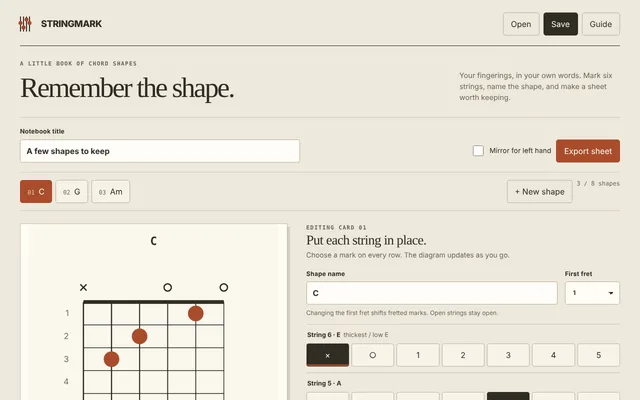 STRINGMARK
Open
Save
Guide
A LITTLE BOOK OF CHORD SHAPES
Remember the shape.
Your fingerings, in your own words. Mark six
strings, name the shape, and make a sheet
worth keeping.
Notebook title
A few shapes to keep
Mirror for left hand
Export sheet
01 C
02 G
03 Am
+ New shape
3 / 8 shapes
C
× ○ ○
1
2
3
4
EDITING CARD 01
Put each string in place.
Choose a mark on every row. The diagram updates as you go.
Shape name
First fret
C
1
Changing the first fret shifts fretted marks. Open strings stay open.
String 6 · E thickest / low E
× ○ 1 2 3 4 5
String 5 · A